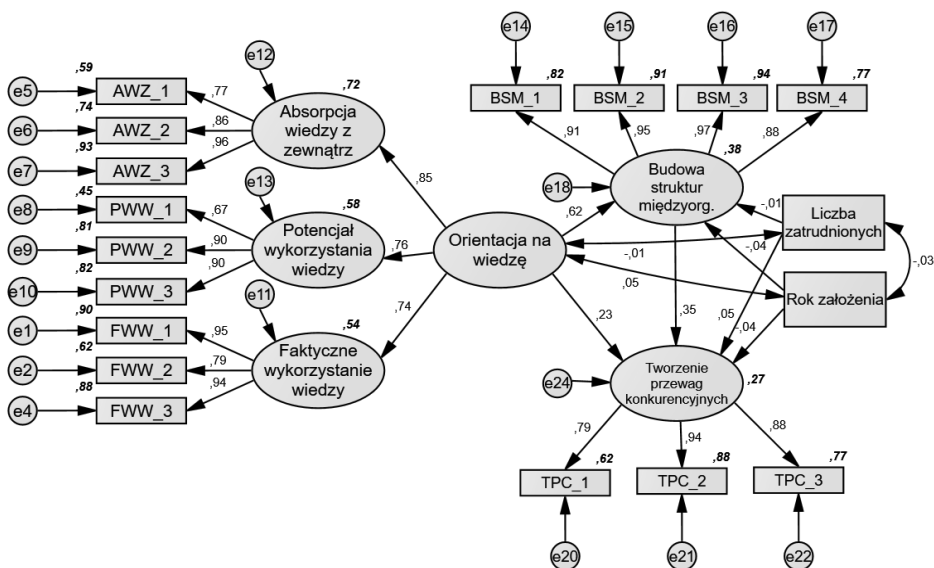 e14
e15
e16
e17
,82
BSM_1
,91
BSM_2
,94
BSM_3
,77
BSM_4
,91
,95
,97
,88
e12
,72
Absorpcja
wiedzy z
zewnątrz
,59
e5
AWZ_1
,77
,74
e6
AWZ_2
,86
,93
e7
AWZ_3
,96
e13
,58
Potencjał
wykorzystania
wiedzy
,45
e8
PWW_1
,67
,81
e9
PWW_2
,90
,82
e10
PWW_3
,90
e11
,54
Faktyczne
wykorzystanie
wiedzy
,90
e1
FWW_1
,95
,62
e2
FWW_2
,79
,88
e4
FWW_3
,94
,85
,76
,74
Orientacja na
wiedzę
,62
e18
,38
Budowa
struktur
międzyorg.
-,01
-,04
-,01
,05
Liczba
zatrudnionych
-,03
Rok założenia
,23
,35
,05
-,04
e24
,27
Tworzenie
przewag
konkurencyjnych
,79
,94
,88
,62
TPC_1
,88
TPC_2
,77
TPC_3
e20
e21
e22